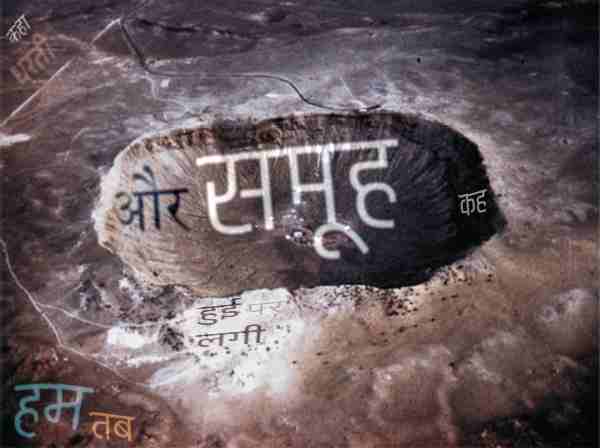 कहा
धरती
और समूह कह
हुई पर
लगी
हम तब